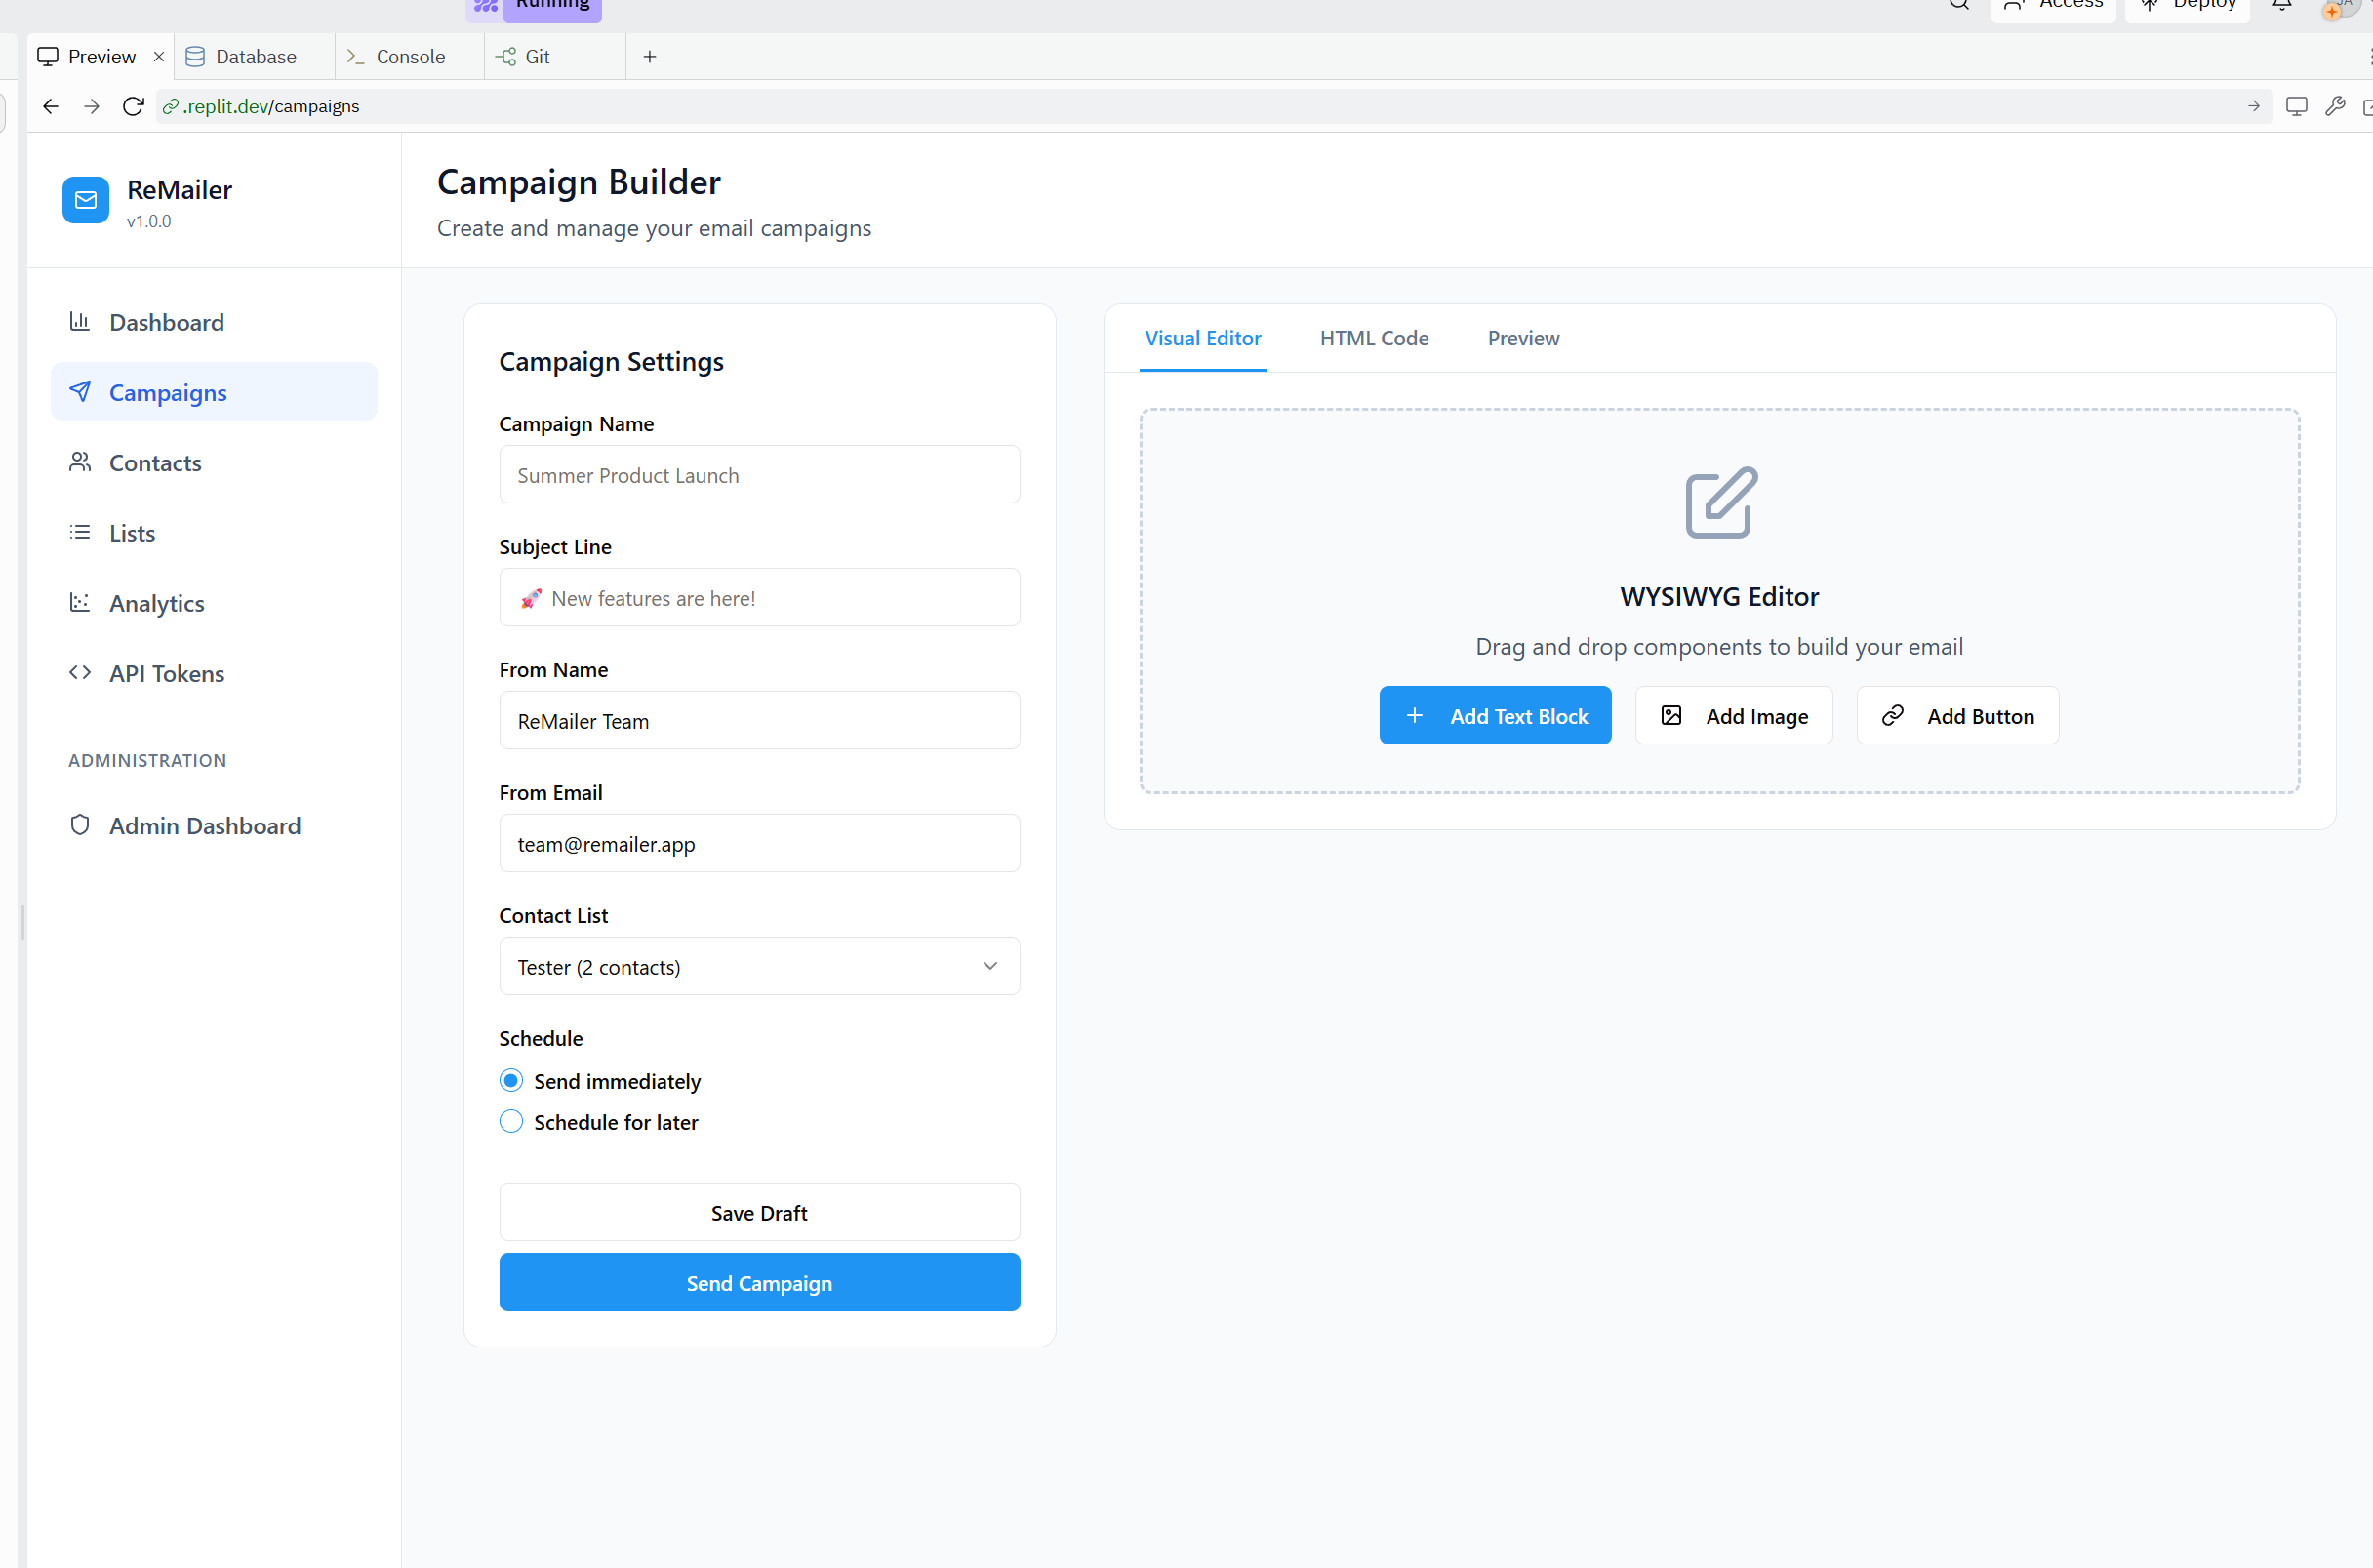 Running
Access
Deploy
JA
Preview
Database
Console
Git
.replit.dev/campaigns
ReMailer
v1.0.0
Dashboard
Campaigns
Contacts
Lists
Analytics
API Tokens
ADMINISTRATION
Admin Dashboard
Campaign Builder
Create and manage your email campaigns
Campaign Settings
Campaign Name
Summer Product Launch
Subject Line
🚀 New features are here!
From Name
ReMailer Team
From Email
team@remailer.app
Contact List
Tester (2 contacts)
Schedule
Send immediately
Schedule for later
Save Draft
Send Campaign
Visual Editor
HTML Code
Preview
WYSIWYG Editor
Drag and drop components to build your email
Add Text Block
Add Image
Add Button